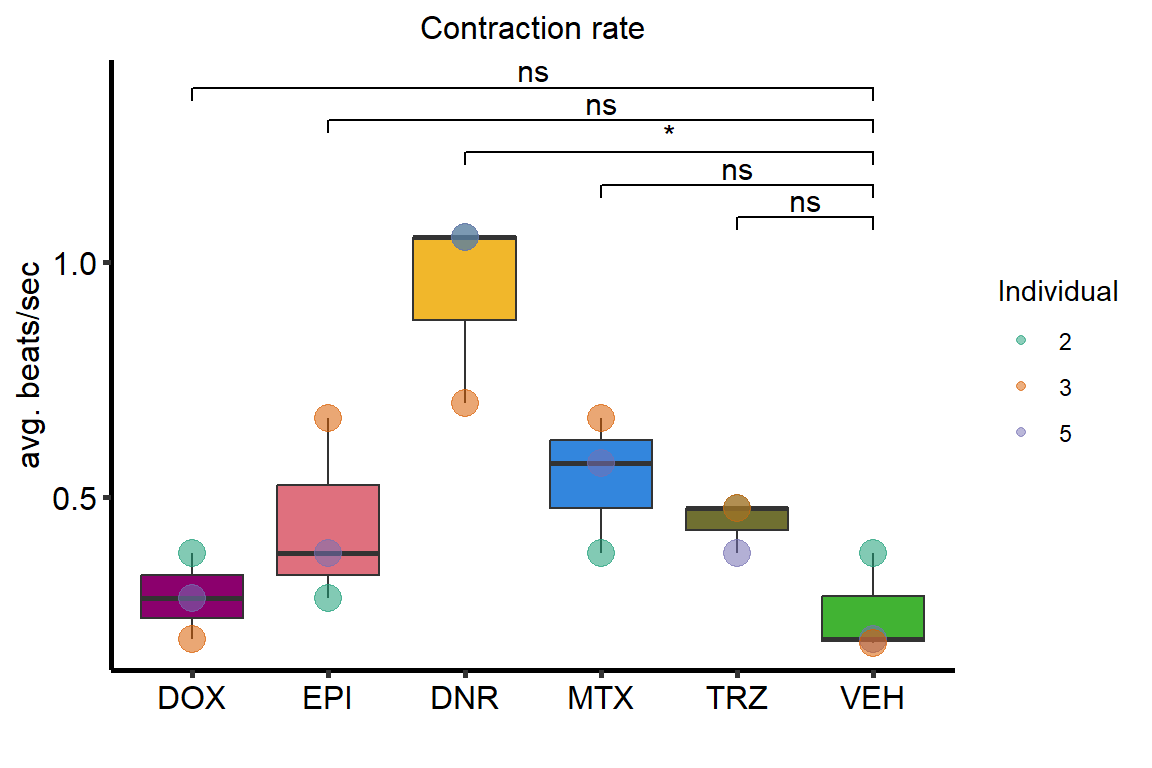 Contraction rate
ns
ns
*
ns
ns
avg. beats/sec
1.0
0.5
DOX EPI DNR MTX TRZ VEH
Individual
2
3
5